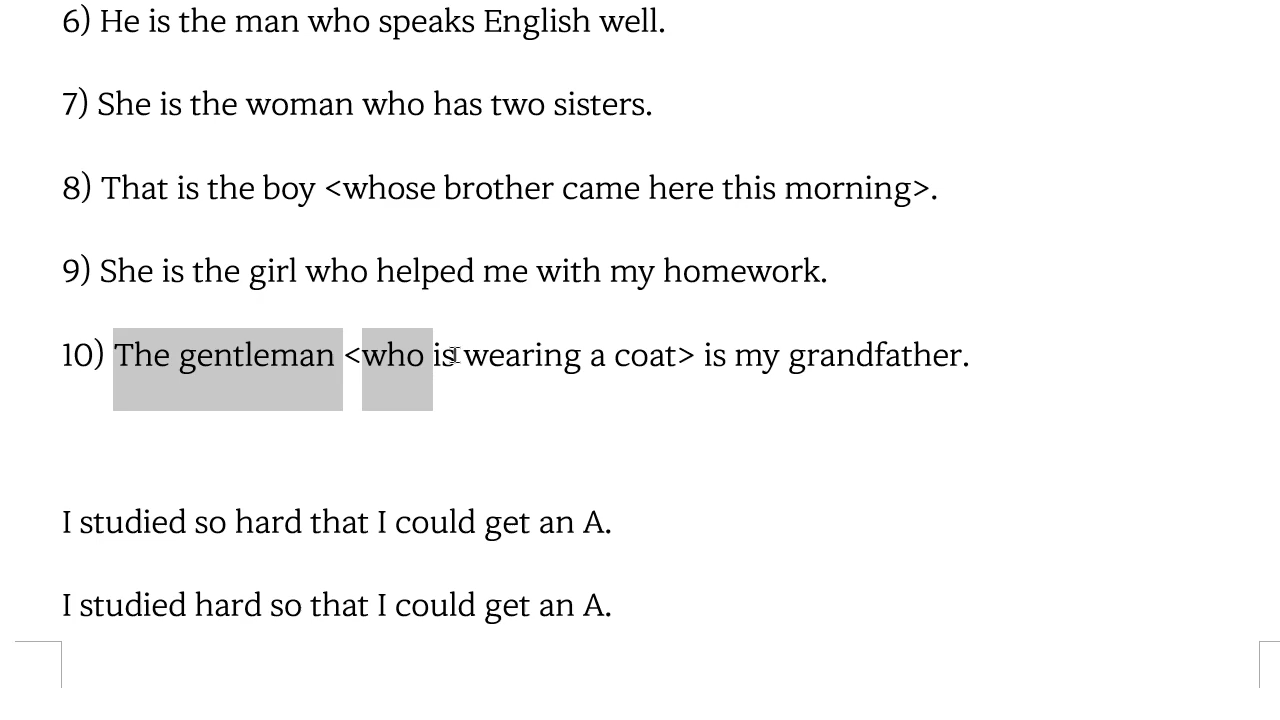 6) He is the man who speaks English well.
7) She is the woman who has two sisters.
8) That is the boy <whose brother came here this morning>.
9) She is the girl who helped me with my homework.
10) The gentleman <who is wearing a coat> is my grandfather.
I studied so hard that I could get an A.
I studied hard so that I could get an A.